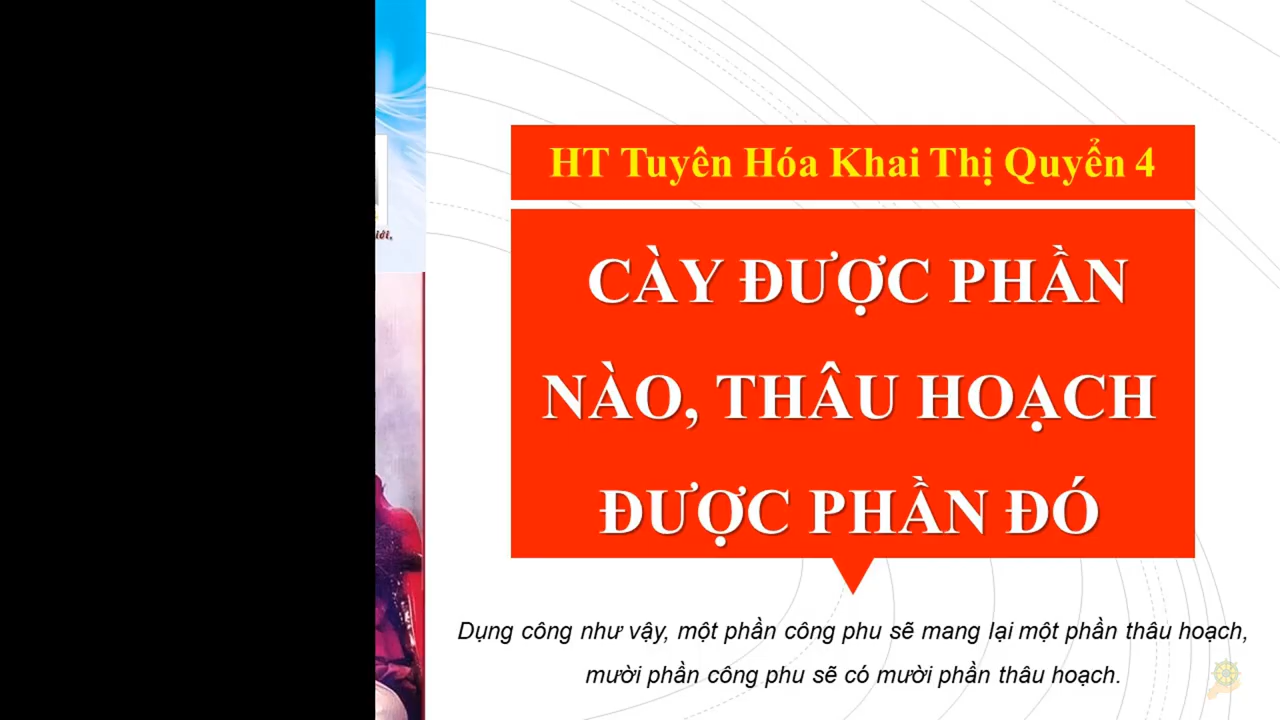 HT Tuyên Hóa Khai Thị Quyển 4
CÀY ĐƯỢC PHẦN
NÀO, THÂU HOẠCH
ĐƯỢC PHẦN ĐÓ
Dụng công như vậy, một phần công phu sẽ mang lại một phần thâu hoạch,
mười phần công phu sẽ có mười phần thâu hoạch.